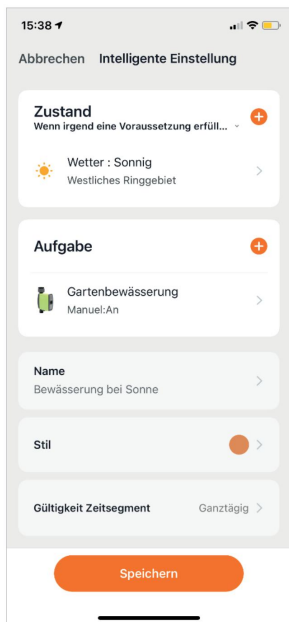 15:38
Abbrechen Intelligente Einstellung
Zustand
Wenn irgend eine Voraussetzung erfüll...
Wetter : Sonnig
Westliches Ringgebiet
Aufgabe
Gartenbewässerung
Manuel:An
Name
Bewässerung bei Sonne
Stil
Gültigkeit Zeitsegment Ganztägig
Speichern